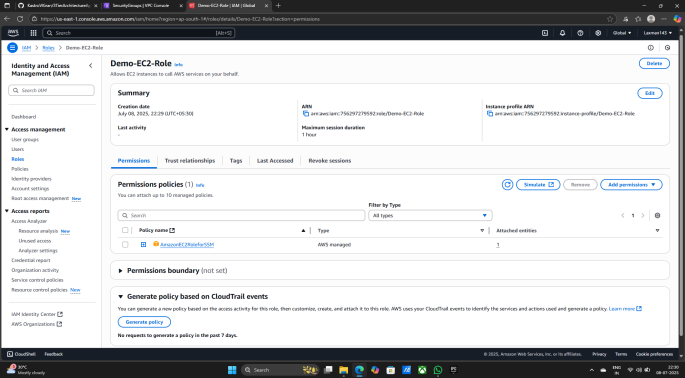 KastroVKiran/3TierArchitecture(
SecurityGroups | VPC Console
Demo-EC2-Role | IAM | Global
https://us-east-1.console.aws.amazon.com/iam/home?region=ap-south-1#/roles/details/Demo-EC2-Role?section=permissions
aws
Search
[Alt+S]
Global
Laxman143
IAM > Roles > Demo-EC2-Role
Identity and Access Management (IAM)
Search IAM
Dashboard
Access management
User groups
Users
Roles
Policies
Identity providers
Account settings
Root access management New
Access reports
Access Analyzer
Resource analysis New
Unused access
Analyzer settings
Credential report
Organization activity
Service control policies
Resource control policies New
IAM Identity Center
AWS Organizations
Demo-EC2-Role Info
Delete
Allows EC2 instances to call AWS services on your behalf.
Summary
Edit
Creation date
July 08, 2025, 22:29 (UTC+05:30)
ARN
arn:aws:iam::756297279592:role/Demo-EC2-Role
Instance profile ARN
arn:aws:iam::756297279592:instance-profile/Demo-EC2-Role
Last activity
-
Maximum session duration
1 hour
Permissions
Trust relationships
Tags
Last Accessed
Revoke sessions
Permissions policies (1) Info
Simulate
Remove
Add permissions
You can attach up to 10 managed policies.
Filter by Type
Search
All types
1
Policy name
Type
Attached entities
AmazonEC2RoleforSSM
AWS managed
1
Permissions boundary (not set)
Generate policy based on CloudTrail events
You can generate a new policy based on the access activity for this role, then customize, create, and attach it to this role. AWS uses your CloudTrail events to identify the services and actions used and generate a policy. Learn more
Generate policy
No requests to generate a policy in the past 7 days.
CloudShell
Feedback
© 2025, Amazon Web Services, Inc. or its affiliates.
Privacy
Terms
Cookie preferences
30°C
Mostly cloudy
Search
ENG
IN
22:30
08-07-2025